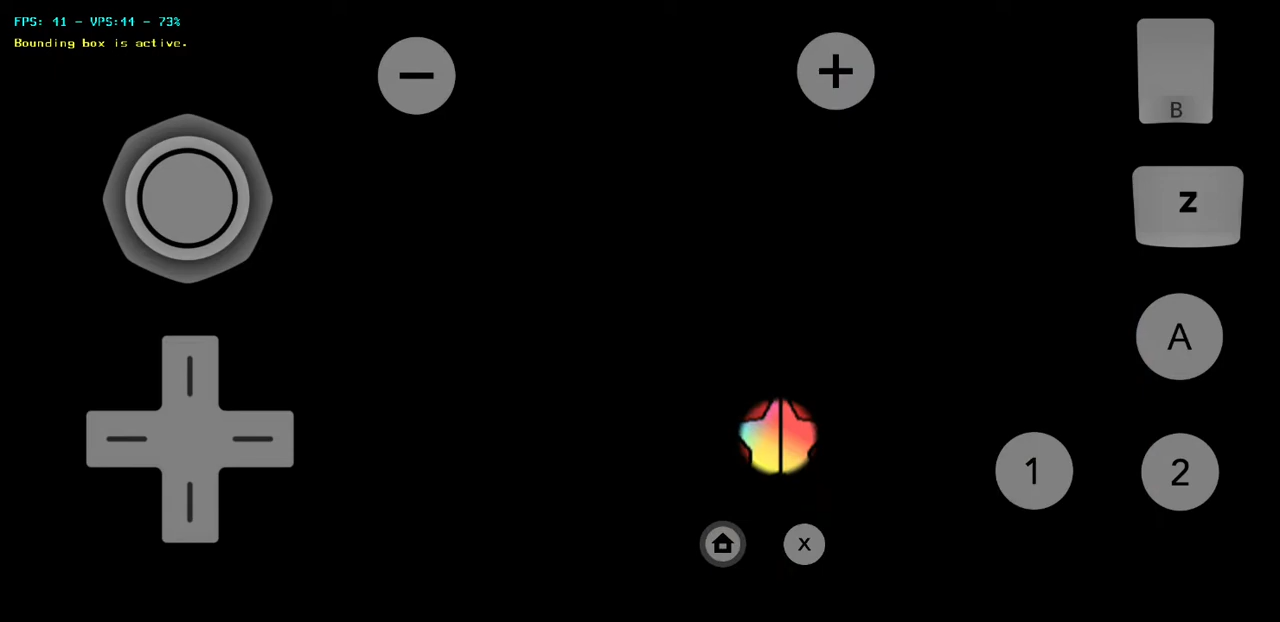 FPS: 41 - VPS:44 - 73%
Bounding box is active.
B
Z
A
1
2
X